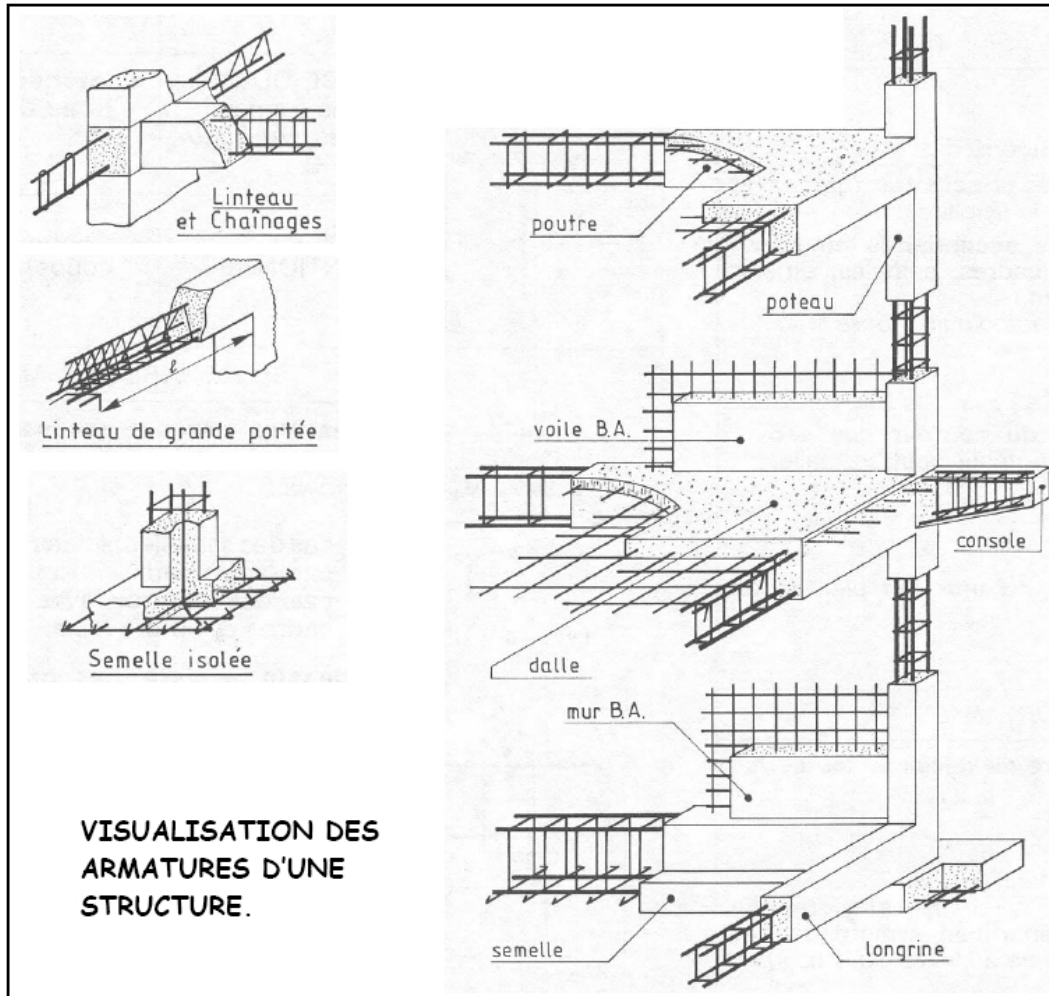 Linteau
et Chaînages
ℓ
Linteau de grande portée
Semelle isolée
VISUALISATION DES
ARMATURES D'UNE
STRUCTURE.
poutre
poteau
voile B.A.
console
dalle
mur B.A.
semelle
longrine